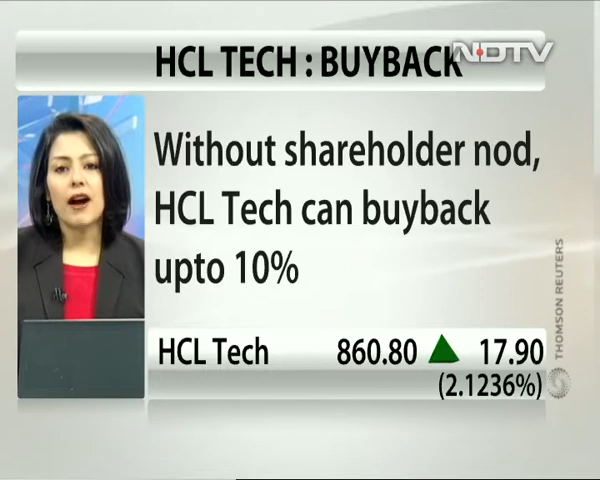 HCL TECH : BUYBACK
NDTV
Without shareholder nod,
HCL Tech can buyback
upto 10%
HCL Tech 860.80 17.90
(2.1236%)
THOMSON REUTERS